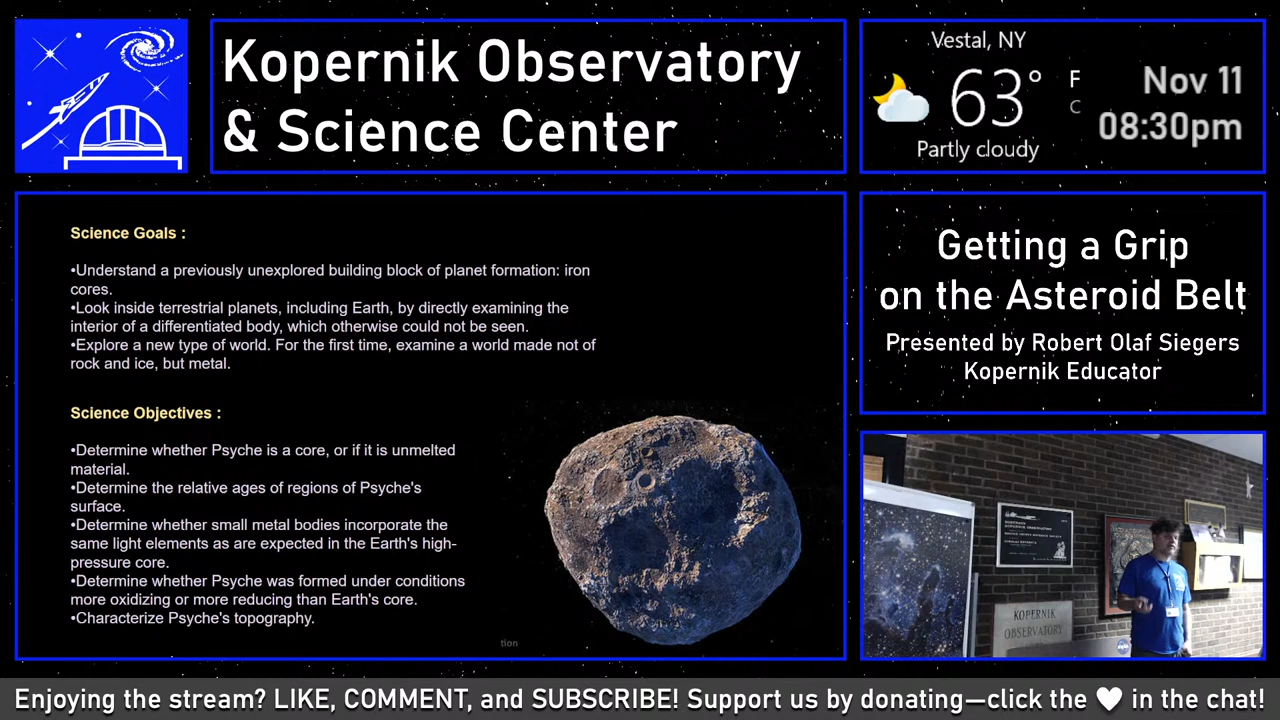 Kopernik Observatory
& Science Center
Vestal, NY
63° F
C
Partly cloudy
Nov 11
08:30pm
Science Goals :
•Understand a previously unexplored building block of planet formation: iron
cores.
•Look inside terrestrial planets, including Earth, by directly examining the
interior of a differentiated body, which otherwise could not be seen.
•Explore a new type of world. For the first time, examine a world made not of
rock and ice, but metal.
Science Objectives :
•Determine whether Psyche is a core, or if it is unmelted
material.
•Determine the relative ages of regions of Psyche's
surface.
•Determine whether small metal bodies incorporate the
same light elements as are expected in the Earth's high-
pressure core.
•Determine whether Psyche was formed under conditions
more oxidizing or more reducing than Earth's core.
•Characterize Psyche's topography.
tion
Getting a Grip
on the Asteroid Belt
Presented by Robert Olaf Siegers
Kopernik Educator
KOPERNIK
OBSERVATORY
Enjoying the stream? LIKE, COMMENT, and SUBSCRIBE! Support us by donating—click the ♥ in the chat!